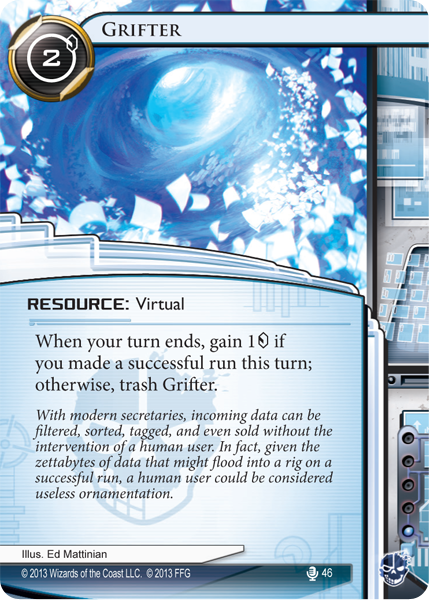 GRIFTER
2
RESOURCE: Virtual
When your turn ends, gain 1 if
you made a successful run this turn;
otherwise, trash Grifter.
With modern secretaries, incoming data can be
filtered, sorted, tagged, and even sold without the
intervention of a human user. In fact, given the
zettabytes of data that might flood into a rig on a
successful run, a human user could be considered
useless ornamentation.
Illus. Ed Mattinian
© 2013 Wizards of the Coast LLC. © 2013 FFG
46